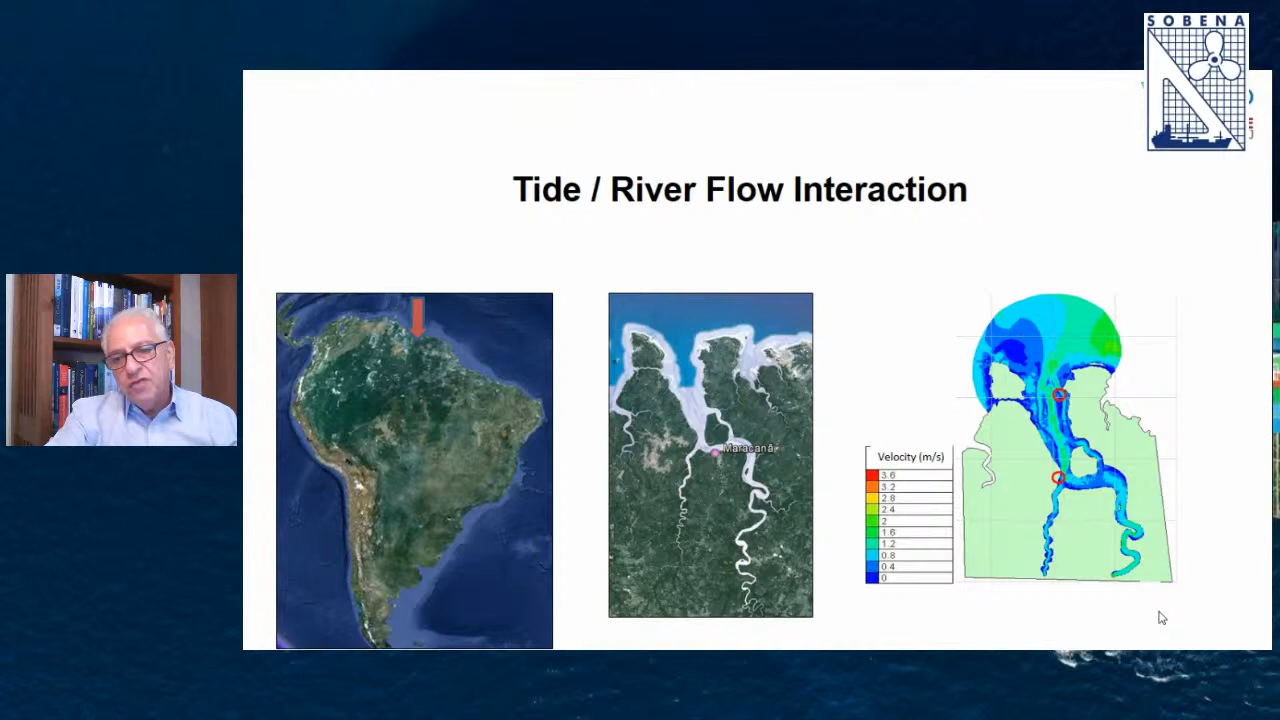 SOBENA
Tide / River Flow Interaction
Maracanã
Velocity (m/s)
3.6
3.2
2.8
2.4
2
1.6
1.2
0.8
0.4
0